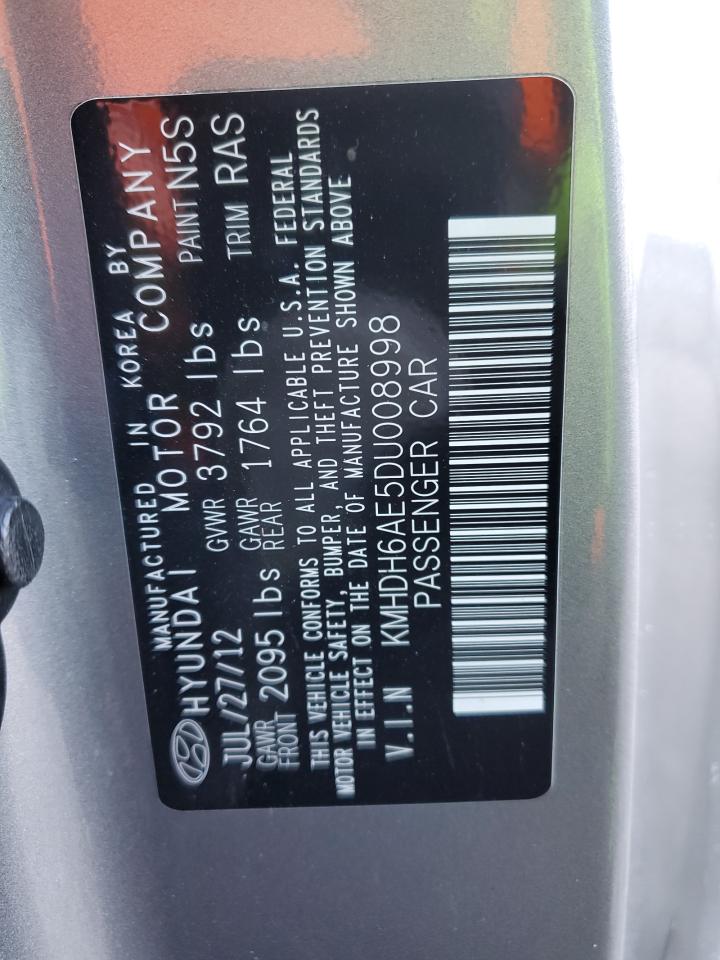 MANUFACTURED IN KOREA BY
HYUNDAI MOTOR COMPANY
JUL/27/12 GVWR 3792 lbs PAINT N5S
GAWR FRONT 2095 lbs GAWR REAR 1764 lbs TRIM RAS
THIS VEHICLE CONFORMS TO ALL APPLICABLE U.S.A. FEDERAL
MOTOR VEHICLE SAFETY, BUMPER, AND THEFT PREVENTION STANDARDS
IN EFFECT ON THE DATE OF MANUFACTURE SHOWN ABOVE
V.I.N KMHDH6AE5DU008998
PASSENGER CAR